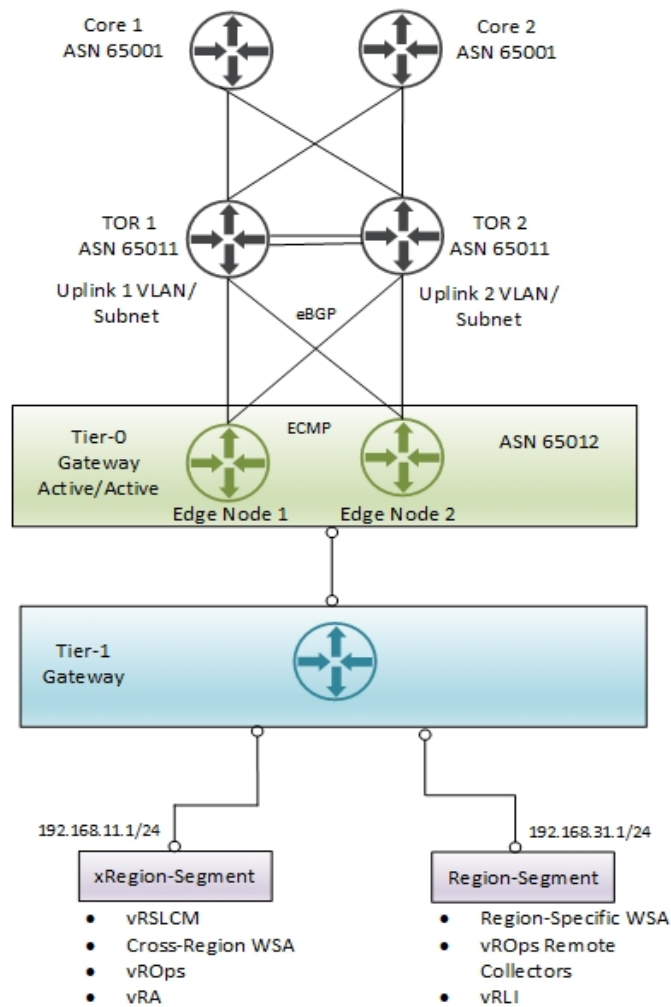 Core 1
ASN 65001
Core 2
ASN 65001
TOR 1
ASN 65011
TOR 2
ASN 65011
Uplink 1 VLAN/
Subnet
eBGP
Uplink 2 VLAN/
Subnet
Tier-0
Gateway
Active/Active
ECMP
ASN 65012
Edge Node 1
Edge Node 2
Tier-1
Gateway
192.168.11.1/24
192.168.31.1/24
xRegion-Segment
Region-Segment
• vRSLCM
• Cross-Region WSA
• vROps
• vRA
• Region-Specific WSA
• vROps Remote
Collectors
• vRLI